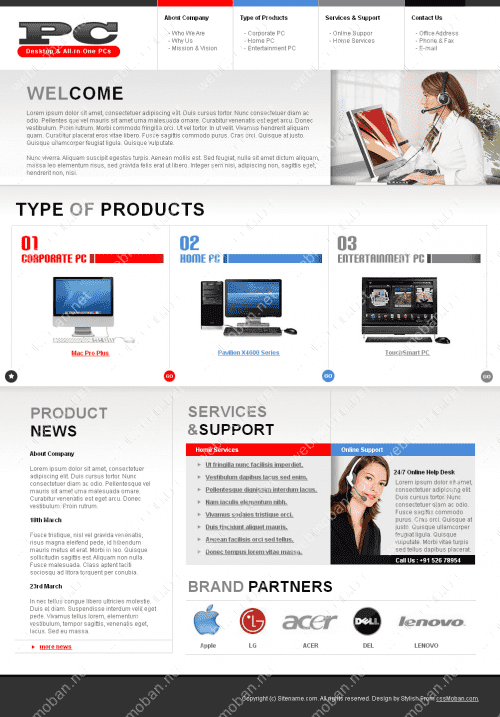 PC
Desktop & All in One PCs
About Company
- Who We Are
- Why Us
- Mission & Vision
Type of Products
- Corporate PC
- Home PC
- Entertainment PC
Services & Support
- Online Suppor
- Home Services
Contact Us
- Office Address
- Phone & Fax
- E-mail
WELCOME
Lorem ipsum dolor sit amet, consectetuer adipiscing elit. Duis cursus tortor. Nunc consectetuer diam ac
odio. Pellentes que vel mauris sit amet urna malesuada ornare. Curabitur venenatis est eget arcu. Donec
vestibulum. Proin rutrum. Morbi commodo fringilla orci. Ut vel tortor. In ut velit. Vivamus hendrerit aliquam
quam. Curabitur placerat eros vitae libero. Fusce sagittis commodo purus. Cras orci. Quisque at justo.
Quisque ullamcorper feugiat ligula. Quisque vulputate.
Nunc viverra. Aliquam suscipit egestas turpis. Aenean mollis est. Sed feugiat, nulla sit amet dictum aliquam,
massa leo elementum risus, sed gravida felis erat ut libero. Integer sem nisi, adipiscing non, sagittis eget,
hendrerit non, nisi.
TYPE OF PRODUCTS
01
CORPORATE PC
02
HOME PC
03
ENTERTAINMENT PC
Mac Pro Plus
Pavilion X4600 Series
TouchSmart PC
GO
GO
GO
PRODUCT
NEWS
About Company
Lorem ipsum dolor sit amet, consectetuer
adipiscing elit. Duis cursus tortor. Nunc
consectetuer diam ac odio. Pellentesque vel
mauris sit amet urna malesuada ornare.
Curabitur venenatis est eget arcu. Donec
vestibulum. Proin rutrum.
18th March
Fusce tristique, nisi vel gravida venenatis,
risus magna eleifend pede, id bibendum
mauris metus et erat. Morbi in leo. Quisque
sollicitudin sagittis est. Aliquam non nulla.
Fusce malesuada. Class aptent taciti
sociosqu ad litora torquent per conubia.
23rd March
In nec tellus congue libero ultricies molestie.
Duis et diam. Suspendisse interdum velit eget
pede. Vivamus tellus lorem, elementum
vestibulum, tempor sagittis, venenatis eget,
lacus. Sed eu massa.
more news
SERVICES
&SUPPORT
Home Services
Ut fringilla nunc facilisis imperdiet.
Vestibulum dapibus lacus sed enim.
Pellentesque dignissim interdum lacus.
Nam iaculis elementum nibh.
Vivamus sodales tristique orci.
Duis tincidunt aliquet mauris.
Aenean facilisis orci sed tellus.
Donec tempus lorem vitae massa.
Online Support
24/7 Online Help Desk
Lorem ipsum dolor sit amet,
consectetuer adipiscing elit. Duis
cursus tortor. Nunc
consectetuer diam ac odio.
Fusce sagittis commodo
purus. Cras orci. Quisque at
justo. Quisque ullamcorper
feugiat ligula. Quisque
vulputate. Morbi vitae turpis
sed tellus dapibus placerat.
Call Us : +91 526 78954
BRAND PARTNERS
LG
acer
DELL
lenovo
Apple
LG
ACER
DEL
LENOVO
Copyright (c) Sitename.com. All rights reserved. Design by Stylish From cssMoban.com